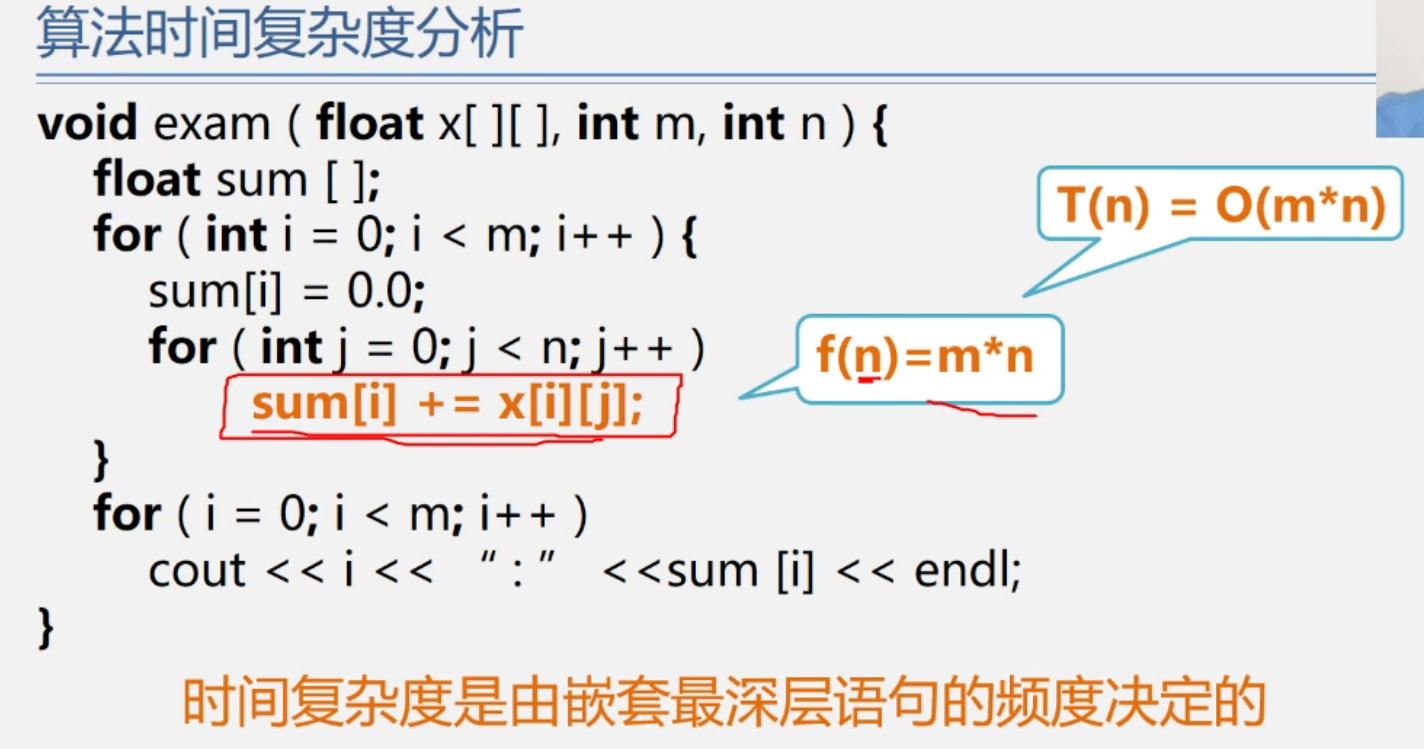 算法时间复杂度分析
void exam ( float x[ ][ ], int m, int n ) {
float sum [ ];
for ( int i = 0; i < m; i++ ) {
sum[i] = 0.0;
for ( int j = 0; j < n; j++ )
sum[i] += x[i][j];
}
for ( i = 0; i < m; i++ )
cout << i << “ : ” <<sum [i] << endl;
}
T(n) = O(m*n)
f(n)=m*n
时间复杂度是由嵌套最深层语句的频度决定的